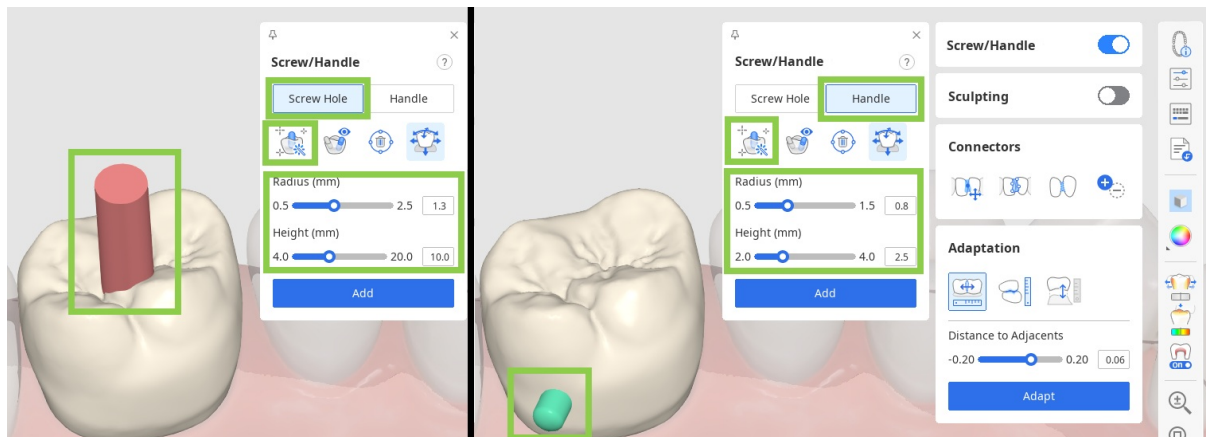 Screw/Handle
?
Screw Hole
Handle
Radius (mm)
0.5 2.5 1.3
Height (mm)
4.0 20.0 10.0
Add
Screw/Handle
?
Screw Hole
Handle
Radius (mm)
0.5 1.5 0.8
Height (mm)
2.0 4.0 2.5
Add
Screw/Handle
Sculpting
Connectors
Adaptation
Distance to Adjacents
-0.20 0.20 0.06
Adapt
ON